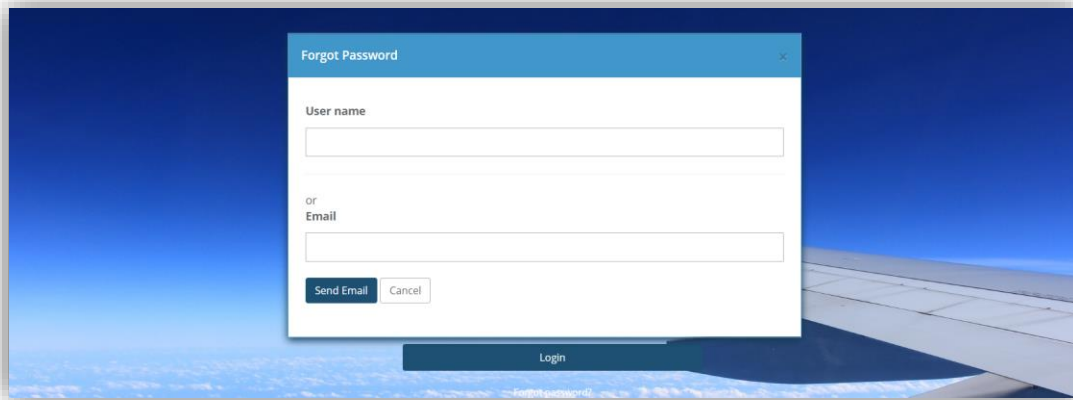 Forgot Password
×
User name
or
Email
Send Email
Cancel
Login
Forgot password?